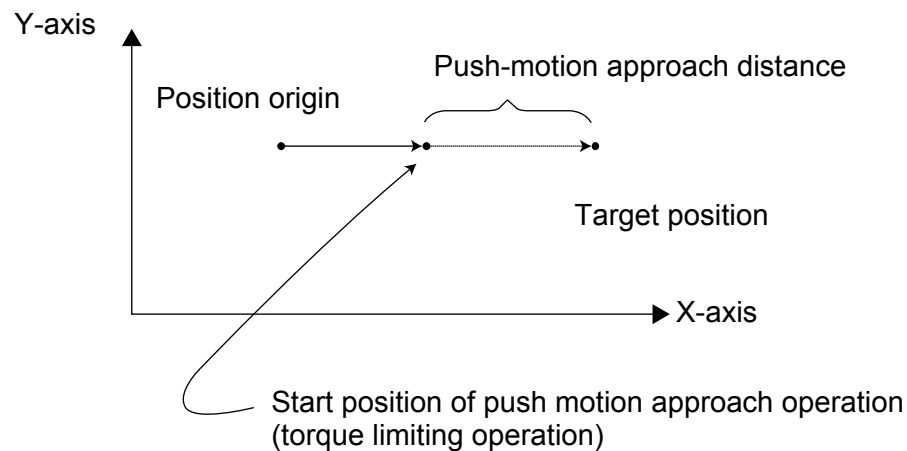 Y-axis
Push-motion approach distance
Position origin
Target position
X-axis
Start position of push motion approach operation
(torque limiting operation)